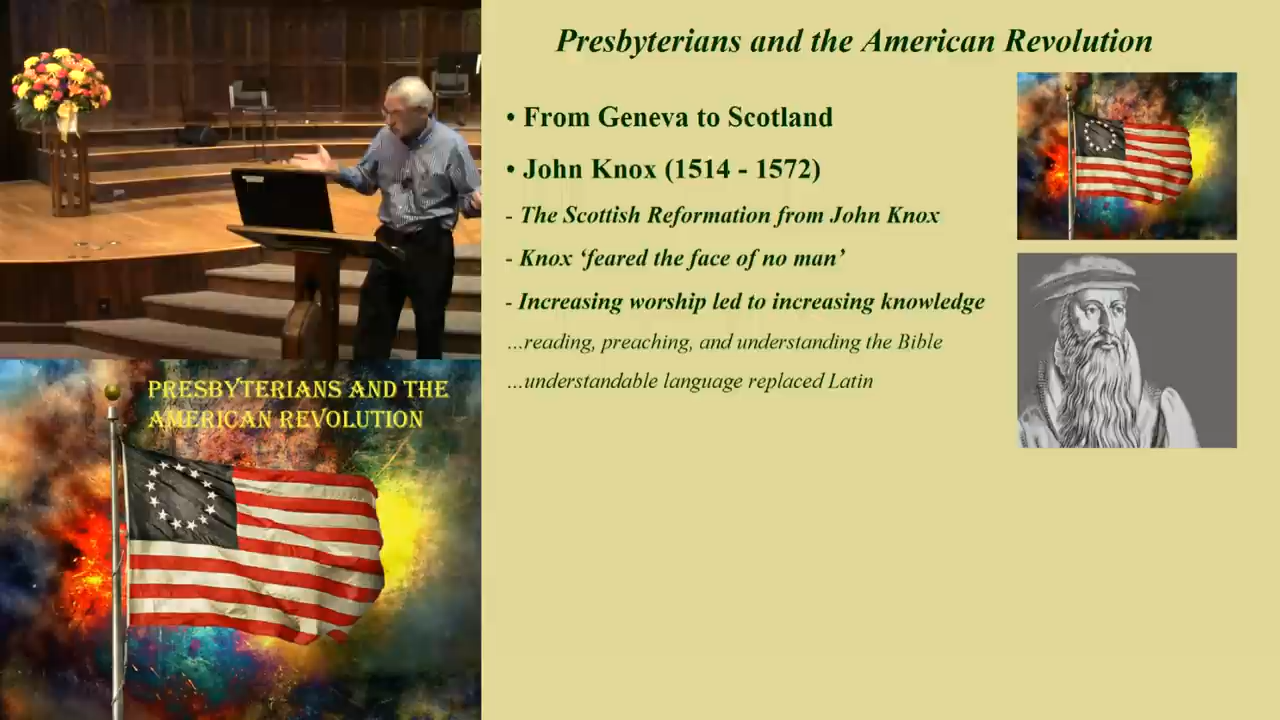 Presbyterians and the American Revolution
• From Geneva to Scotland
• John Knox (1514 - 1572)
- The Scottish Reformation from John Knox
- Knox ‘feared the face of no man’
- Increasing worship led to increasing knowledge
...reading, preaching, and understanding the Bible
...understandable language replaced Latin
PRESBYTERIANS AND THE
AMERICAN REVOLUTION